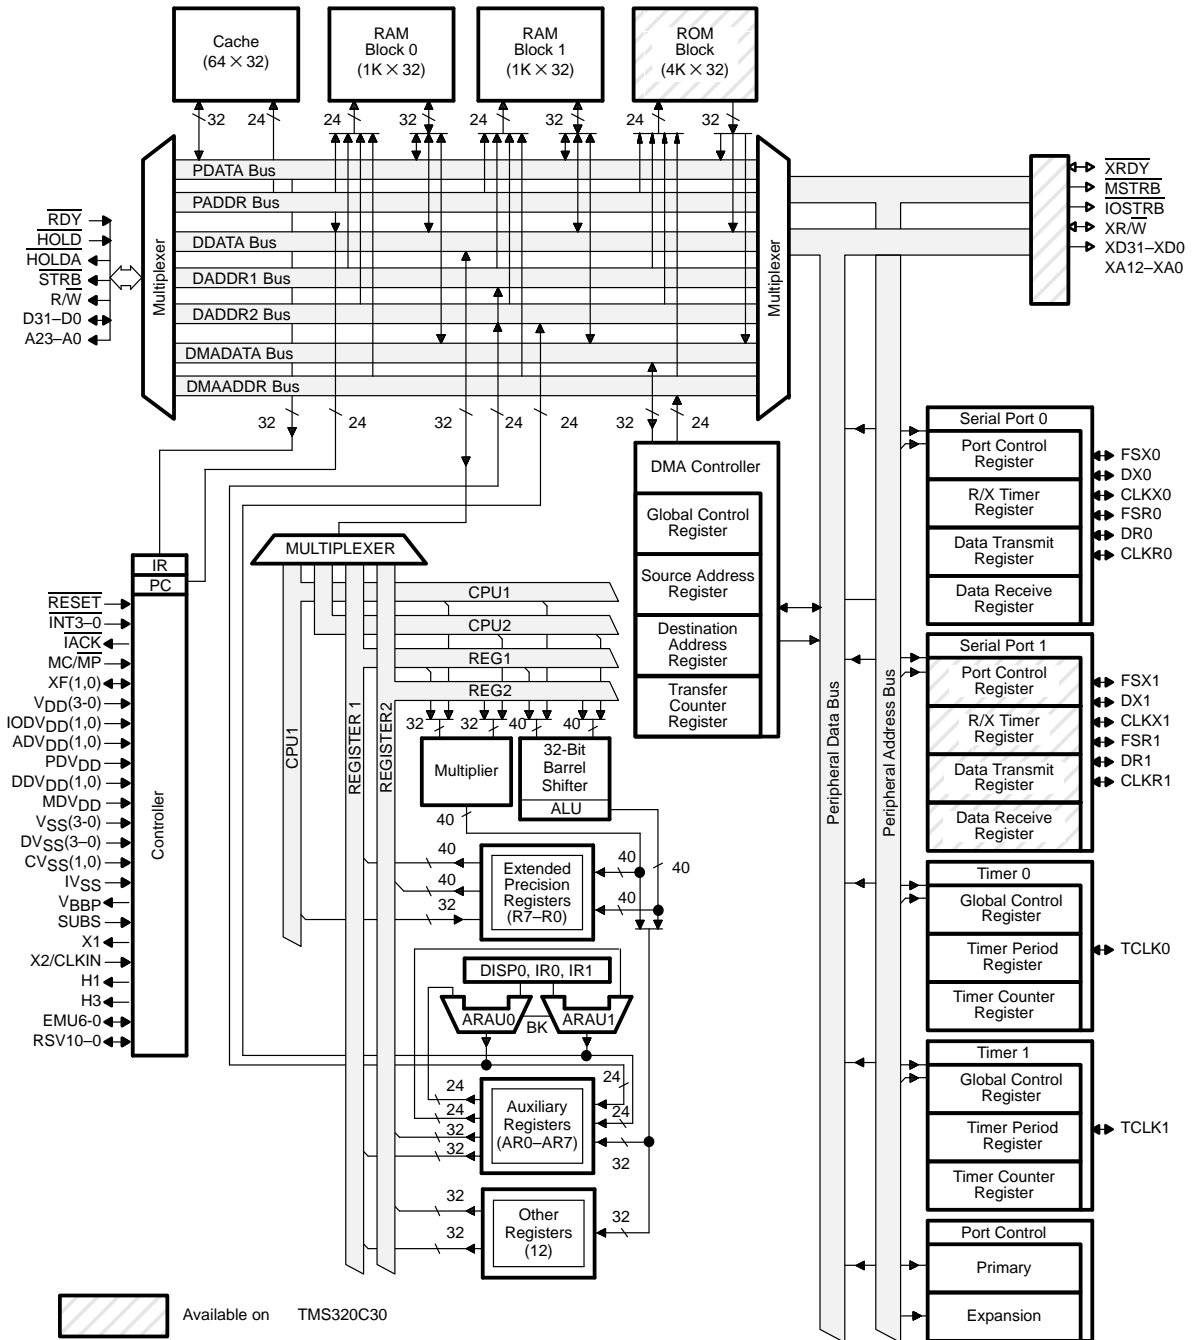 Cache
(64 × 32)
RAM
Block 0
(1K × 32)
RAM
Block 1
(1K × 32)
ROM
Block
(4K × 32)
32
24
24
32
24
32
24
32
PDATA Bus
PADDR Bus
DDATA Bus
DADDR1 Bus
DADDR2 Bus
DMADATA Bus
DMAADDR Bus
Multiplexer
Multiplexer
RDY
HOLD
HOLDA
STRB
R/W
D31–D0
A23–A0
XRDY
MSTRB
IOSTRB
XR/W
XD31–XD0
XA12–XA0
32
24
32
24
24
32
24
DMA Controller
Global Control
Register
Source Address
Register
Destination
Address
Register
Transfer
Counter
Register
IR
PC
Controller
RESET
INT3–0
IACK
MC/MP
XF(1,0)
VDD(3-0)
IODVDD(1,0)
ADVDD(1,0)
PDVDD
DDVDD(1,0)
MDVDD
VSS(3-0)
DVSS(3–0)
CVSS(1,0)
IVSS
VBBP
SUBS
X1
X2/CLKIN
H1
H3
EMU6-0
RSV10–0
MULTIPLEXER
CPU1
CPU2
REG1
REG2
CPU1
REGISTER 1
REGISTER2
32
32
40
40
Multiplier
32-Bit
Barrel
Shifter
ALU
40
40
40
32
Extended
Precision
Registers
(R7–R0)
40
40
40
DISP0, IR0, IR1
ARAU0
BK
ARAU1
24
24
32
32
Auxiliary
Registers
(AR0–AR7)
24
24
32
32
32
Other
Registers
(12)
32
Peripheral Data Bus
Peripheral Address Bus
Serial Port 0
Port Control
Register
R/X Timer
Register
Data Transmit
Register
Data Receive
Register
FSX0
DX0
CLKX0
FSR0
DR0
CLKR0
Serial Port 1
Port Control
Register
R/X Timer
Register
Data Transmit
Register
Data Receive
Register
FSX1
DX1
CLKX1
FSR1
DR1
CLKR1
Timer 0
Global Control
Register
Timer Period
Register
Timer Counter
Register
TCLK0
Timer 1
Global Control
Register
Timer Period
Register
Timer Counter
Register
TCLK1
Port Control
Primary
Expansion
Available on TMS320C30